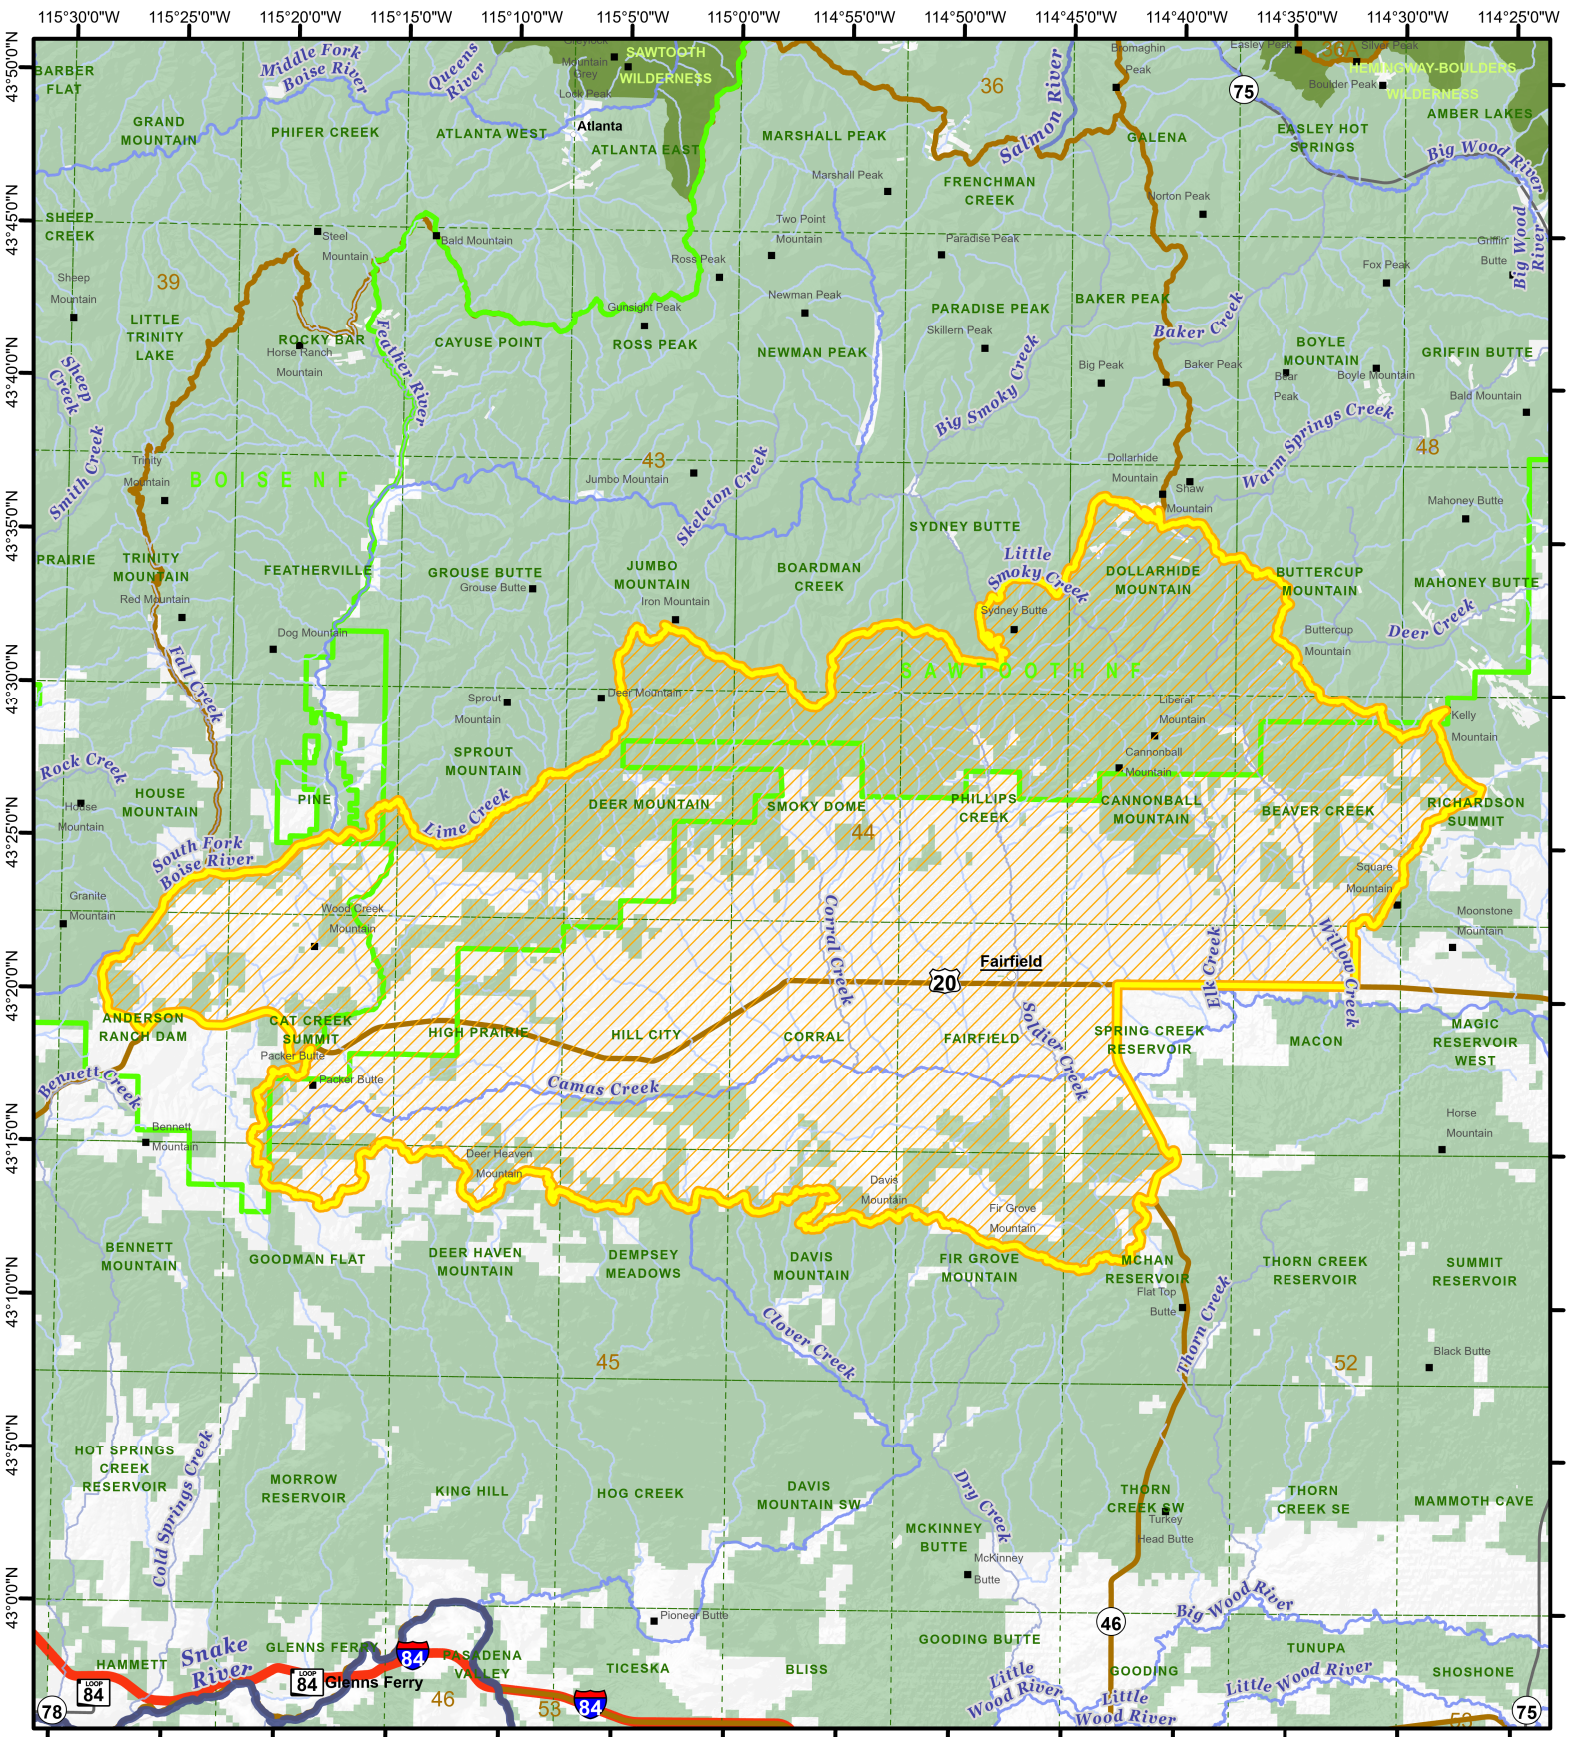 115°30'0"W 115°25'0"W 115°20'0"W 115°15'0"W 115°10'0"W 115°5'0"W 115°0'0"W 114°55'0"W 114°50'0"W 114°45'0"W 114°40'0"W 114°35'0"W 114°30'0"W 114°25'0"W
43°50'0"N
43°45'0"N
43°40'0"N
43°35'0"N
43°30'0"N
43°25'0"N
43°20'0"N
43°15'0"N
43°10'0"N
43°5'0"N
43°0'0"N
BARBER
FLAT
Middle Fork
Boise River
Queens
River
Mountain
Grey
Lock Peak
SAWTOOTH
WILDERNESS
Atlanta
36
Salmon River
Bromaghin
Peak
75
Easley Peak
36A
Silver Peak
HEMINGWAY-BOULDERS
WILDERNESS
Boulder Peak
AMBER LAKES
GRAND
MOUNTAIN
PHIFER CREEK
ATLANTA WEST
ATLANTA EAST
MARSHALL PEAK
GALENA
EASLEY HOT
SPRINGS
Big Wood River
Marshall Peak
FRENCHMAN
CREEK
Norton Peak
SHEEP
CREEK
Steel
Mountain
Bald Mountain
Two Point
Mountain
Paradise Peak
Griffin
Butte
Big Wood
River
Ross Peak
Fox Peak
Sheep
Mountain
39
Newman Peak
BAKER PEAK
PARADISE PEAK
Gunsight Peak
LITTLE
TRINITY
LAKE
ROCKY BAR
Horse Ranch
Mountain
Feather River
CAYUSE POINT
ROSS PEAK
NEWMAN PEAK
Skillern Peak
Baker Creek
BOYLE
MOUNTAIN
GRIFFIN BUTTE
Sheep
Creek
Big Smoky Creek
Big Peak
Baker Peak
Bear
Peak
Boyle Mountain
Bald Mountain
Warm Springs Creek
48
Smith Creek
Trinity
Mountain
BOISE NF
43
Jumbo Mountain
Skeleton Creek
Dollarhide
Mountain
Shaw
Mountain
Mahoney Butte
SYDNEY BUTTE
PRAIRIE
TRINITY
MOUNTAIN
FEATHERVILLE
GROUSE BUTTE
Grouse Butte
JUMBO
MOUNTAIN
BOARDMAN
CREEK
Little
Smoky Creek
DOLLARHIDE
MOUNTAIN
BUTTERCUP
MOUNTAIN
MAHONEY BUTTE
Red Mountain
Iron Mountain
Sydney Butte
Dog Mountain
Buttercup
Mountain
Deer Creek
Fall Creek
SAWTOOTH NF
Sprout
Mountain
Deer Mountain
Liberal
Mountain
Kelly
Mountain
SPROUT
MOUNTAIN
Cannonball
Mountain
Rock Creek
House
Mountain
HOUSE
MOUNTAIN
PINE
Lime Creek
DEER MOUNTAIN
SMOKY DOME
44
PHILLIPS
CREEK
CANNONBALL
MOUNTAIN
BEAVER CREEK
RICHARDSON
SUMMIT
South Fork
Boise River
Granite
Mountain
Wood Creek
Mountain
Corral Creek
Square
Mountain
Moonstone
Mountain
Elk Creek
Willow Creek
Fairfield
20
ANDERSON
RANCH DAM
CAT CREEK
SUMMIT
Packer Butte
HIGH PRAIRIE
HILL CITY
CORRAL
FAIRFIELD
Soldier Creek
SPRING CREEK
RESERVOIR
MACON
MAGIC
RESERVOIR
WEST
Bennett Creek
Packer Butte
Camas Creek
Bennett
Mountain
Horse
Mountain
Deer Heaven
Mountain
Davis
Mountain
Fir Grove
Mountain
BENNETT
MOUNTAIN
GOODMAN FLAT
DEER HAVEN
MOUNTAIN
DEMPSEY
MEADOWS
DAVIS
MOUNTAIN
FIR GROVE
MOUNTAIN
MCHAN
RESERVOIR
Flat Top
Butte
THORN CREEK
RESERVOIR
SUMMIT
RESERVOIR
Clover Creek
Thorn Creek
45
52
Black Butte
HOT SPRINGS
CREEK
RESERVOIR
Cold Springs Creek
MORROW
RESERVOIR
KING HILL
HOG CREEK
DAVIS
MOUNTAIN SW
Dry Creek
THORN
CREEK SW
Turkey
Head Butte
THORN
CREEK SE
MAMMOTH CAVE
MCKINNEY
BUTTE
McKinney
Butte
Pioneer Butte
Big Wood River
46
Snake
River
GLENNS FERRY
84
PASADENA
VALLEY
GOODING BUTTE
TUNUPA
HAMMETT
LOOP
84
LOOP
84
Glenns Ferry
TICESKA
BLISS
Little
Wood River
GOODING
Little
Wood River
Little Wood River
SHOSHONE
78
46
53
84
75